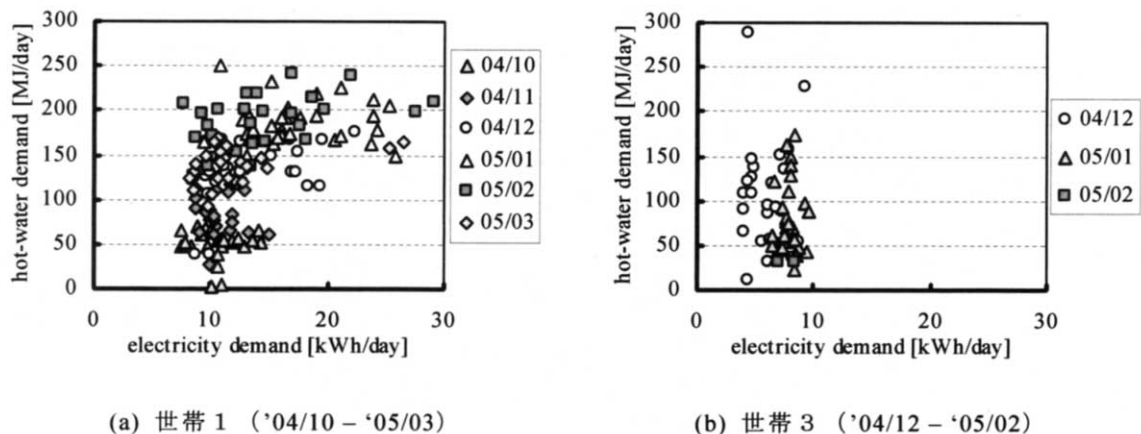 300
250
200
150
100
50
0
hot-water demand [MJ/day]
0 10 20 30
electricity demand [kWh/day]
04/10
04/11
04/12
05/01
05/02
05/03
(a) 世帯 1 （’04/10 – ‘05/03）
300
250
200
150
100
50
0
hot-water demand [MJ/day]
0 10 20 30
electricity demand [kWh/day]
04/12
05/01
05/02
(b) 世帯 3（’04/12 – ‘05/02）